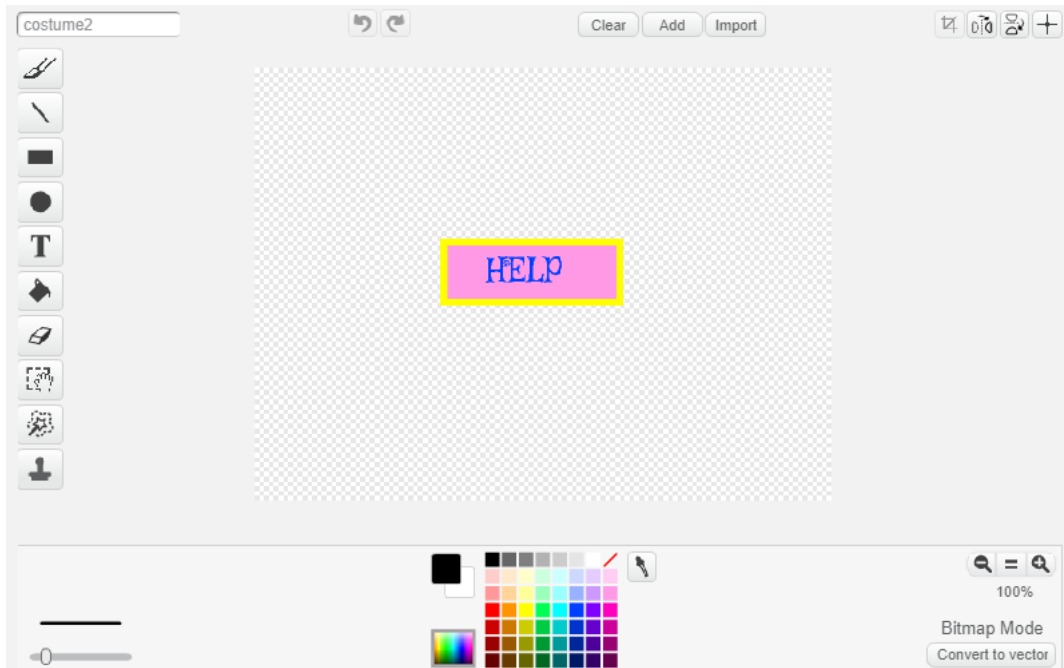 costume2
Clear Add Import
T
HELP
100%
Bitmap Mode
Convert to vector